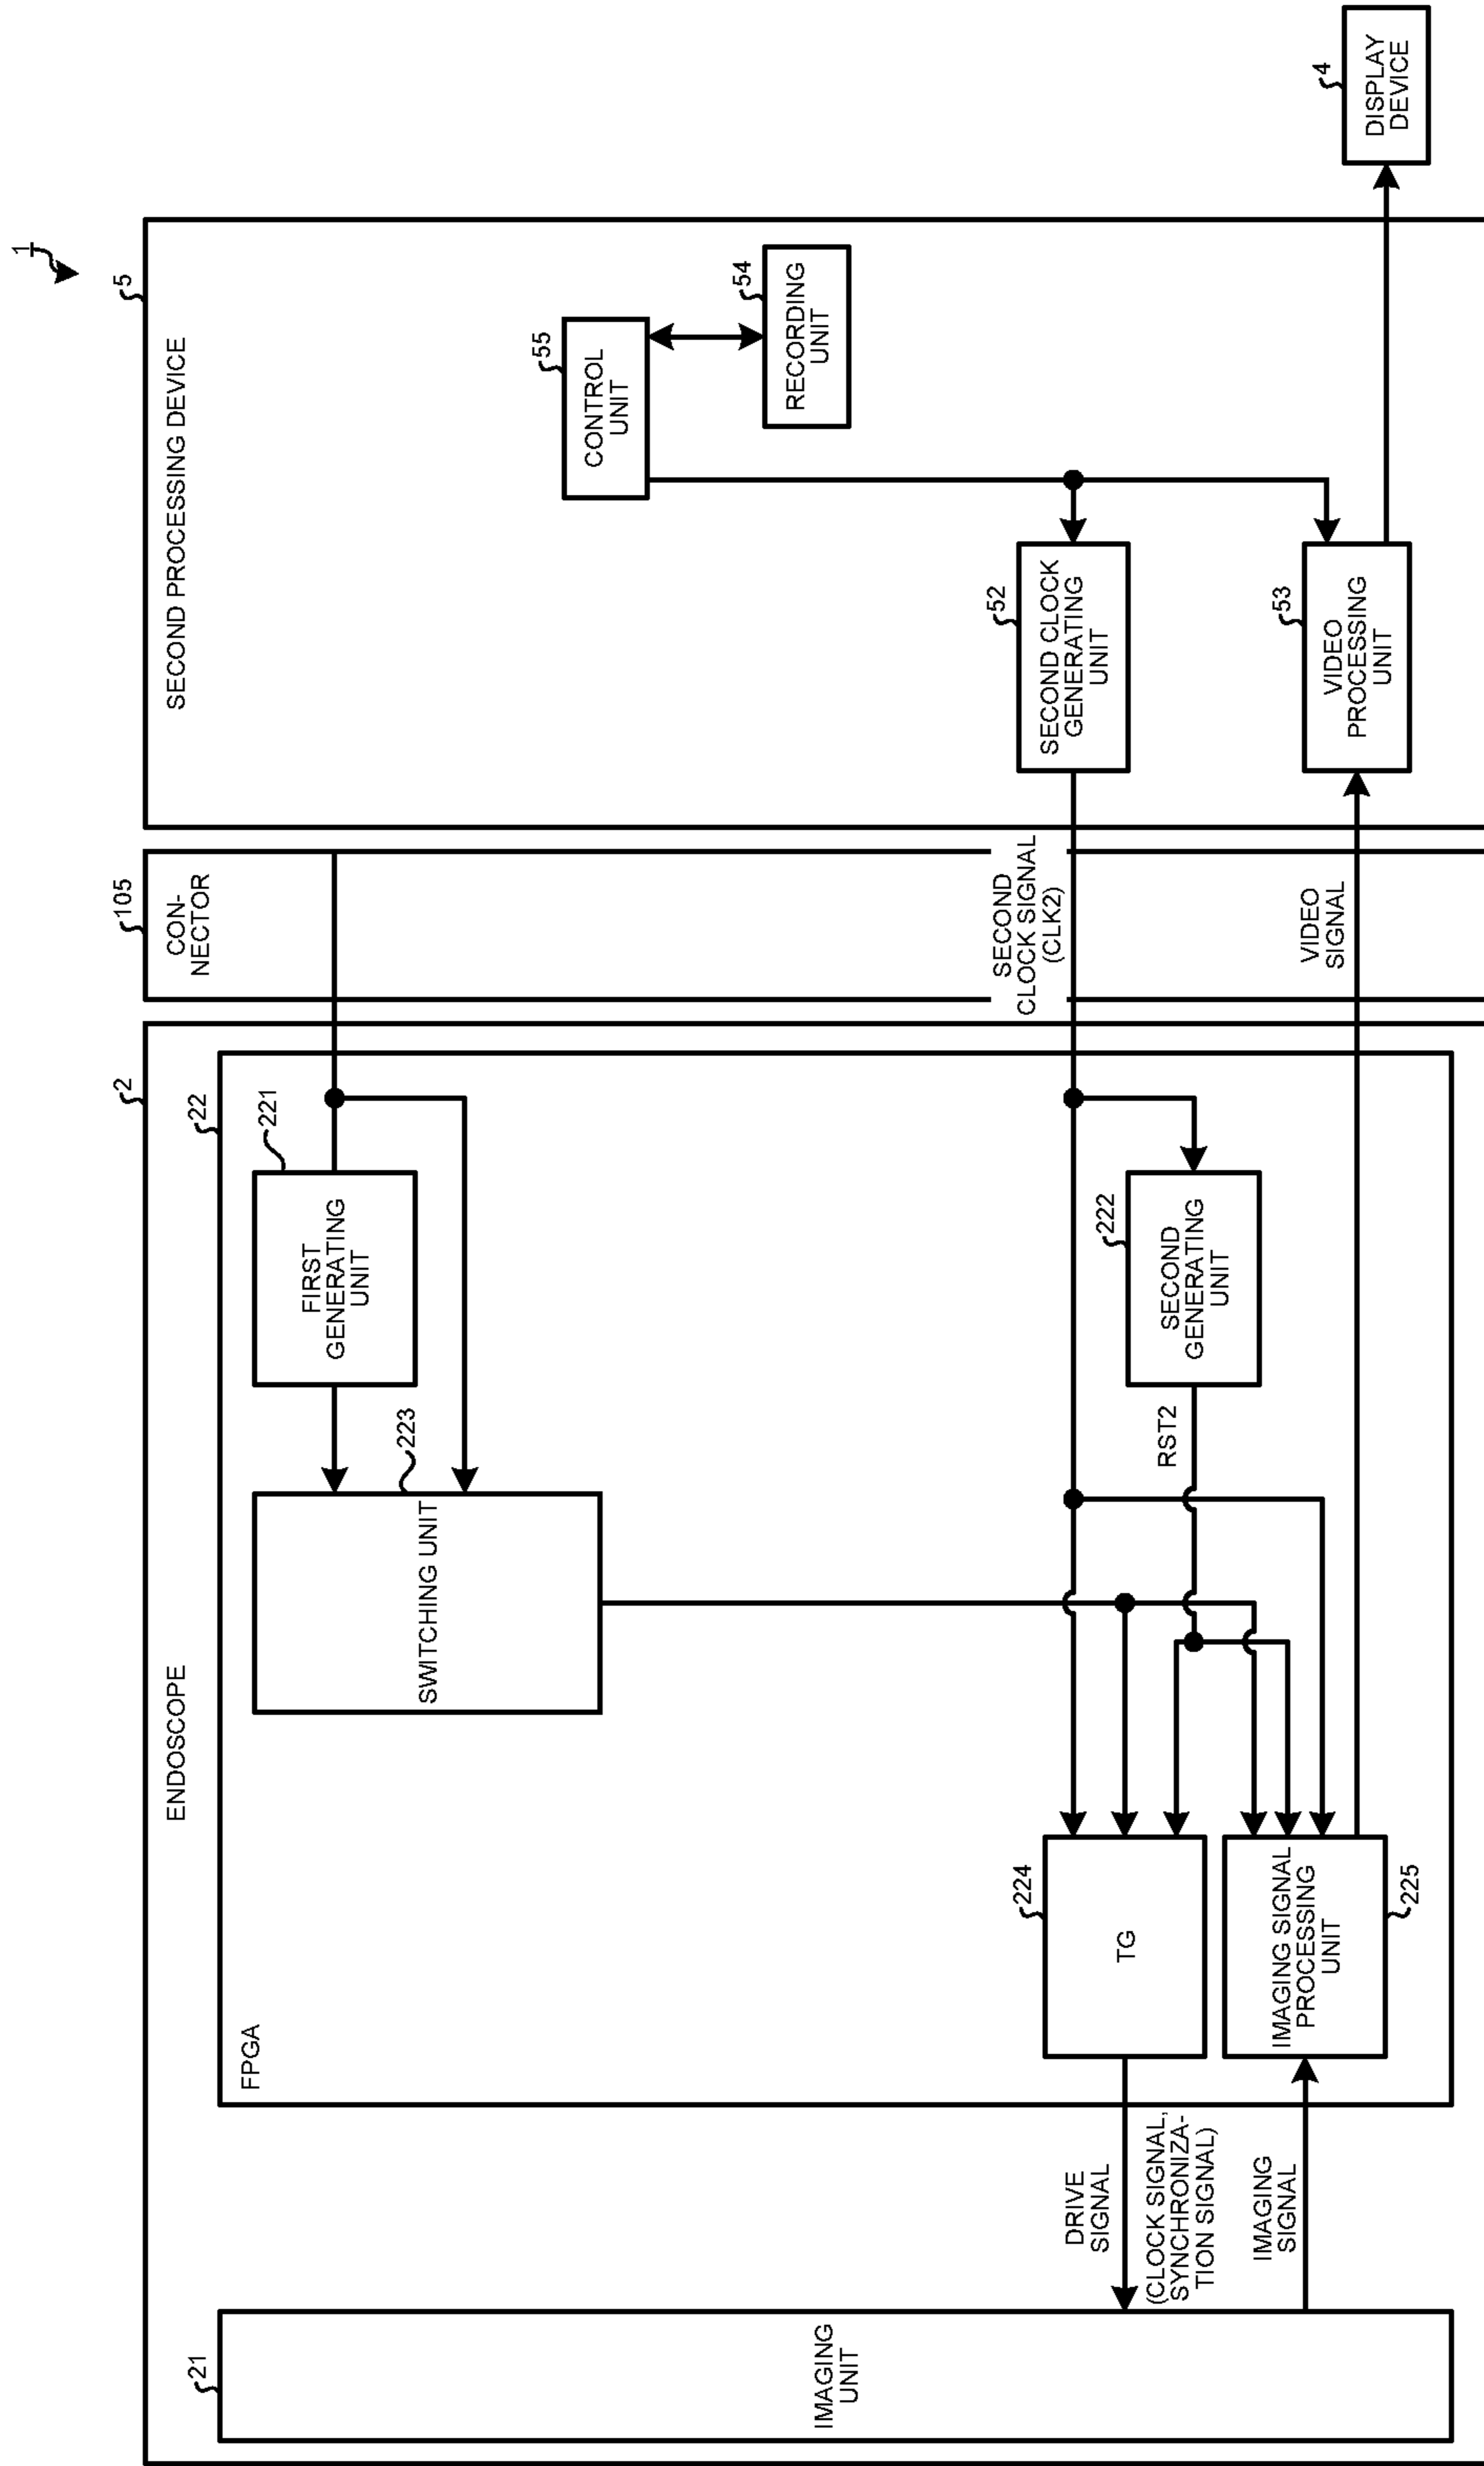 1
2
ENDOSCOPE
21
IMAGING
UNIT
22
FPGA
221
FIRST
GENERATING
UNIT
223
SWITCHING UNIT
DRIVE
SIGNAL
(CLOCK SIGNAL,
SYNCHRONIZA-
TION SIGNAL)
IMAGING
SIGNAL
224
TG
IMAGING SIGNAL
PROCESSING
UNIT
225
RST2
222
SECOND
GENERATING
UNIT
105
CON-
NECTOR
SECOND
CLOCK SIGNAL
(CLK2)
VIDEO
SIGNAL
5
SECOND PROCESSING DEVICE
55
CONTROL
UNIT
54
RECORDING
UNIT
52
SECOND CLOCK
GENERATING
UNIT
53
VIDEO
PROCESSING
UNIT
4
DISPLAY
DEVICE